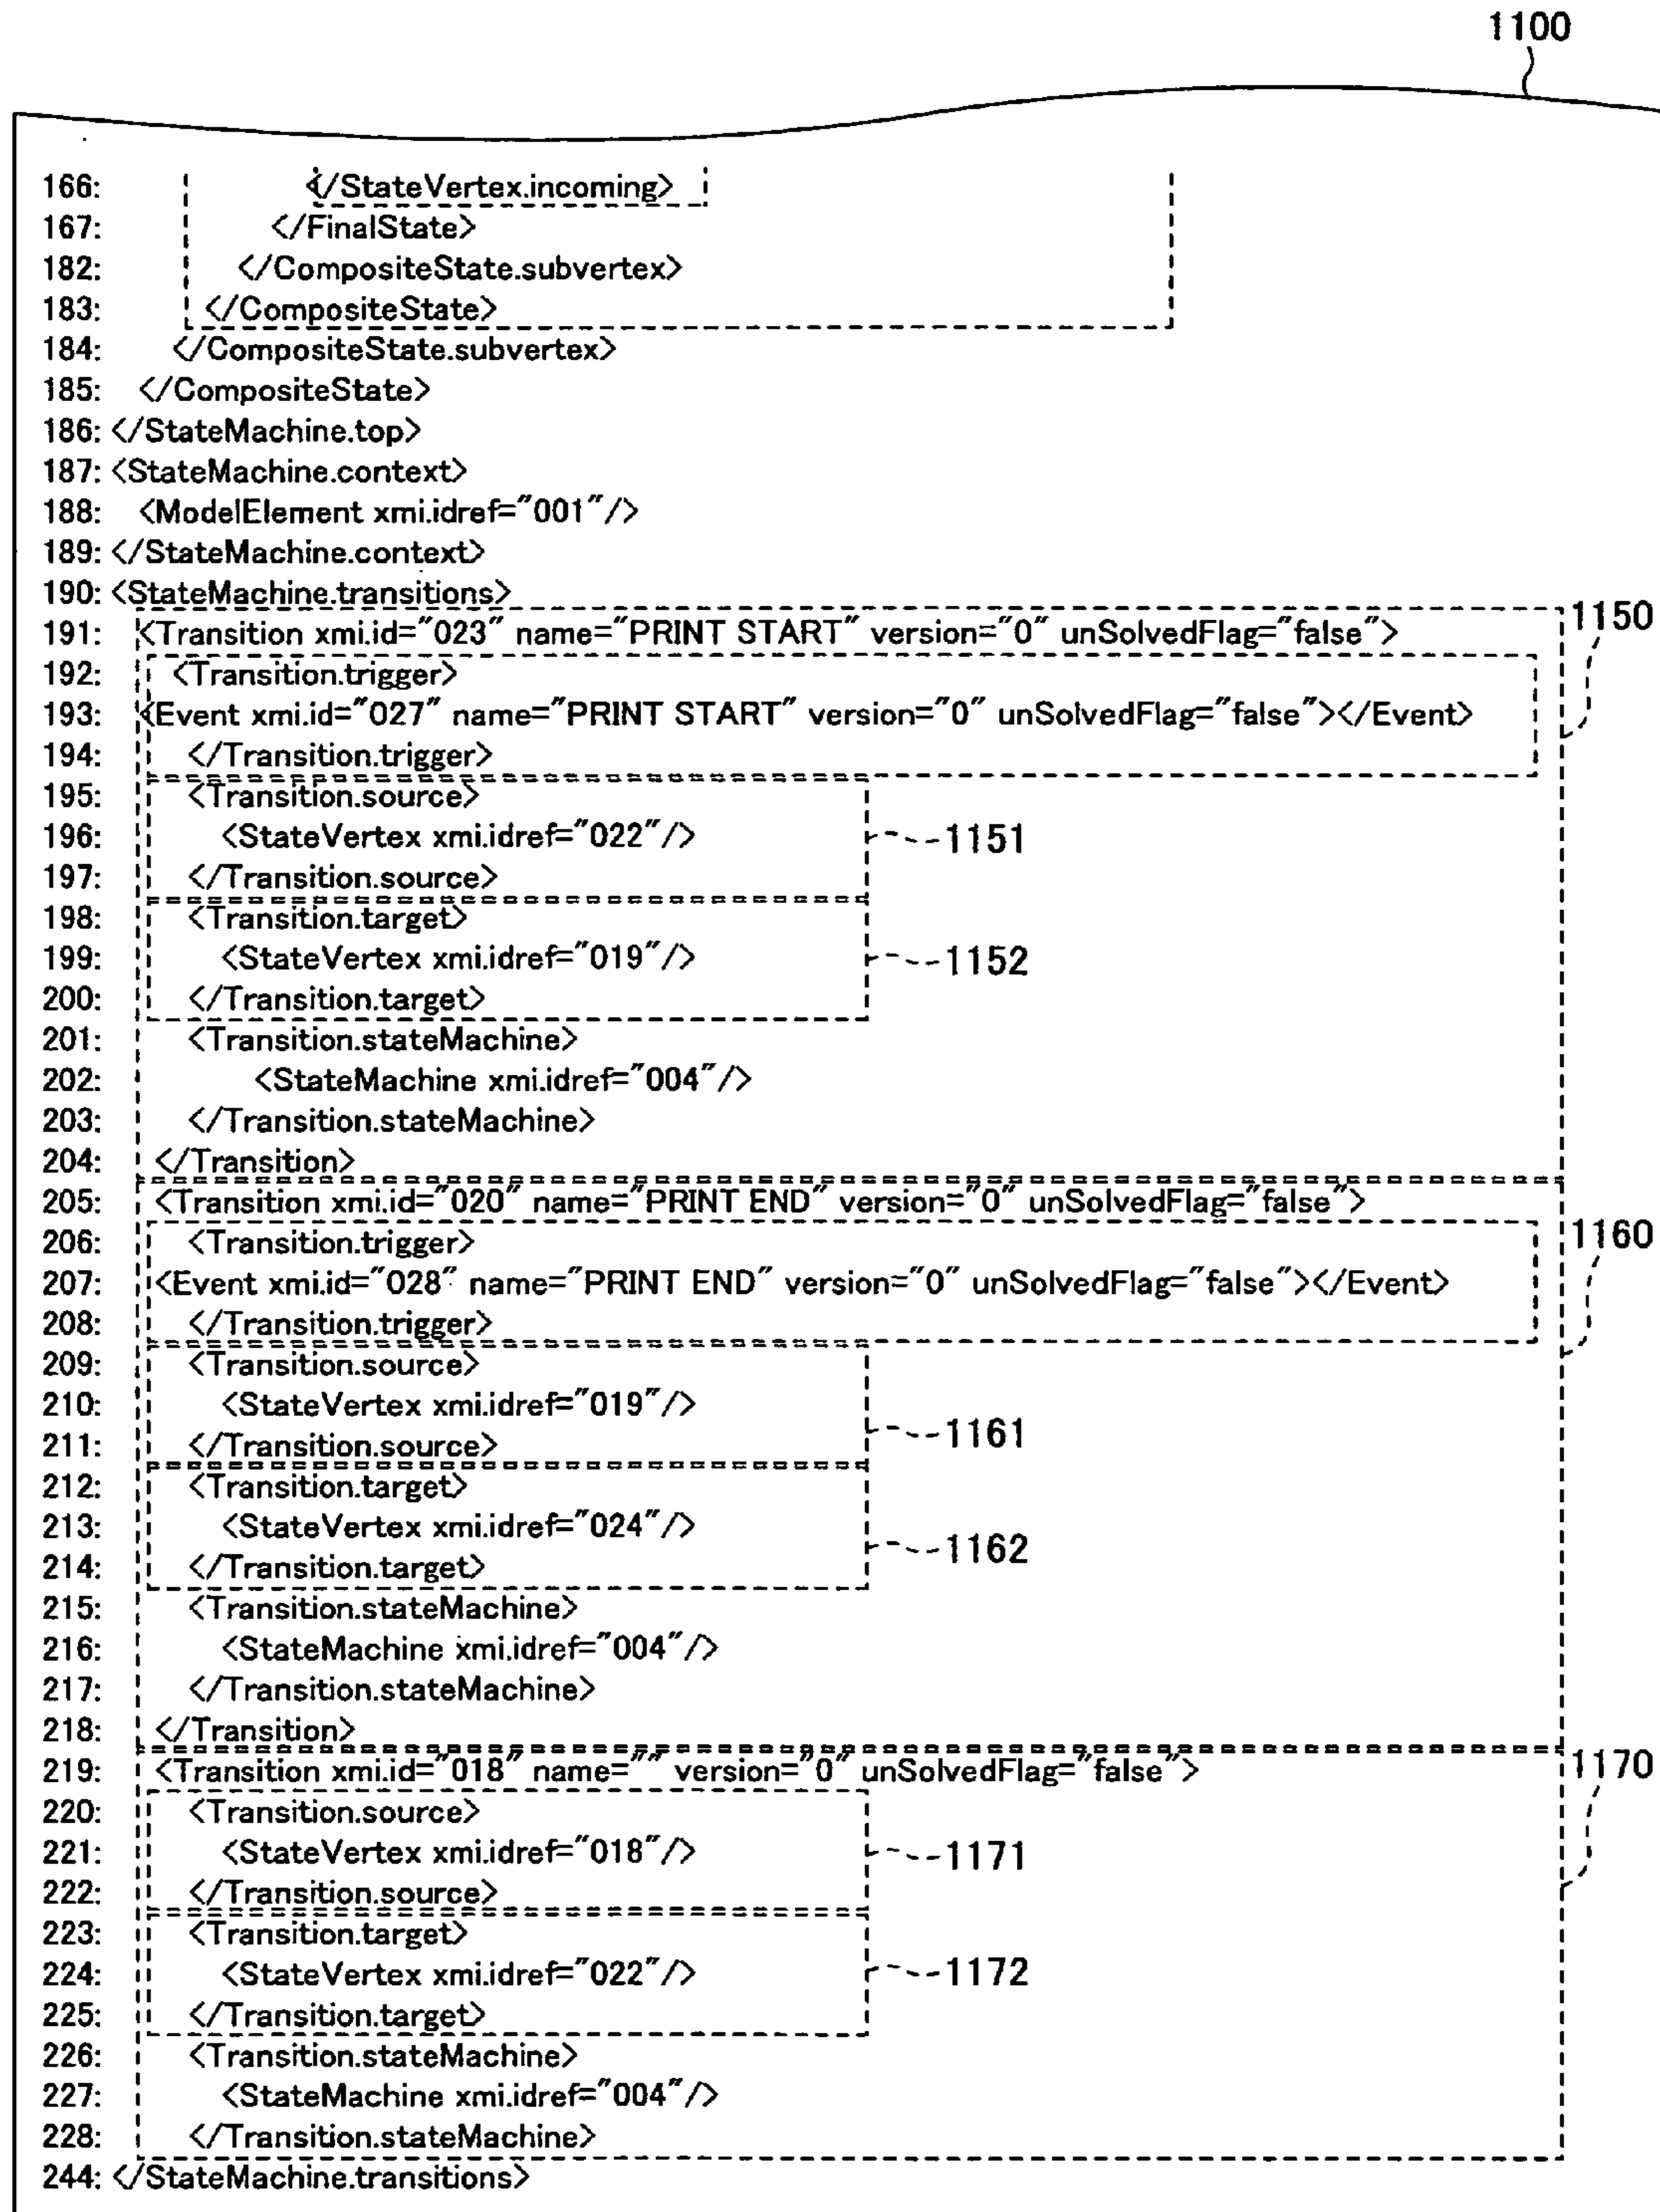 1100
166: </StateVertex.incoming>
167: </FinalState>
182: </CompositeState.subvertex>
183: </CompositeState>
184: </CompositeState.subvertex>
185: </CompositeState>
186: </StateMachine.top>
187: <StateMachine.context>
188: <ModelElement xmi.idref="001"/>
189: </StateMachine.context>
190: <StateMachine.transitions>
191: <Transition xmi.id="023" name="PRINT START" version="0" unSolvedFlag="false"> 1150
192: <Transition.trigger>
193: <Event xmi.id="027" name="PRINT START" version="0" unSolvedFlag="false"></Event>
194: </Transition.trigger>
195: <Transition.source>
196: <StateVertex xmi.idref="022"/> 1151
197: </Transition.source>
198: <Transition.target>
199: <StateVertex xmi.idref="019"/> 1152
200: </Transition.target>
201: <Transition.stateMachine>
202: <StateMachine xmi.idref="004"/>
203: </Transition.stateMachine>
204: </Transition>
205: <Transition xmi.id="020" name="PRINT END" version="0" unSolvedFlag="false">
206: <Transition.trigger> 1160
207: <Event xmi.id="028" name="PRINT END" version="0" unSolvedFlag="false"></Event>
208: </Transition.trigger>
209: <Transition.source>
210: <StateVertex xmi.idref="019"/>
211: </Transition.source> 1161
212: <Transition.target>
213: <StateVertex xmi.idref="024"/>
214: </Transition.target> 1162
215: <Transition.stateMachine>
216: <StateMachine xmi.idref="004"/>
217: </Transition.stateMachine>
218: </Transition>
219: <Transition xmi.id="018" name="" version="0" unSolvedFlag="false"> 1170
220: <Transition.source>
221: <StateVertex xmi.idref="018"/> 1171
222: </Transition.source>
223: <Transition.target>
224: <StateVertex xmi.idref="022"/> 1172
225: </Transition.target>
226: <Transition.stateMachine>
227: <StateMachine xmi.idref="004"/>
228: </Transition.stateMachine>
244: </StateMachine.transitions>